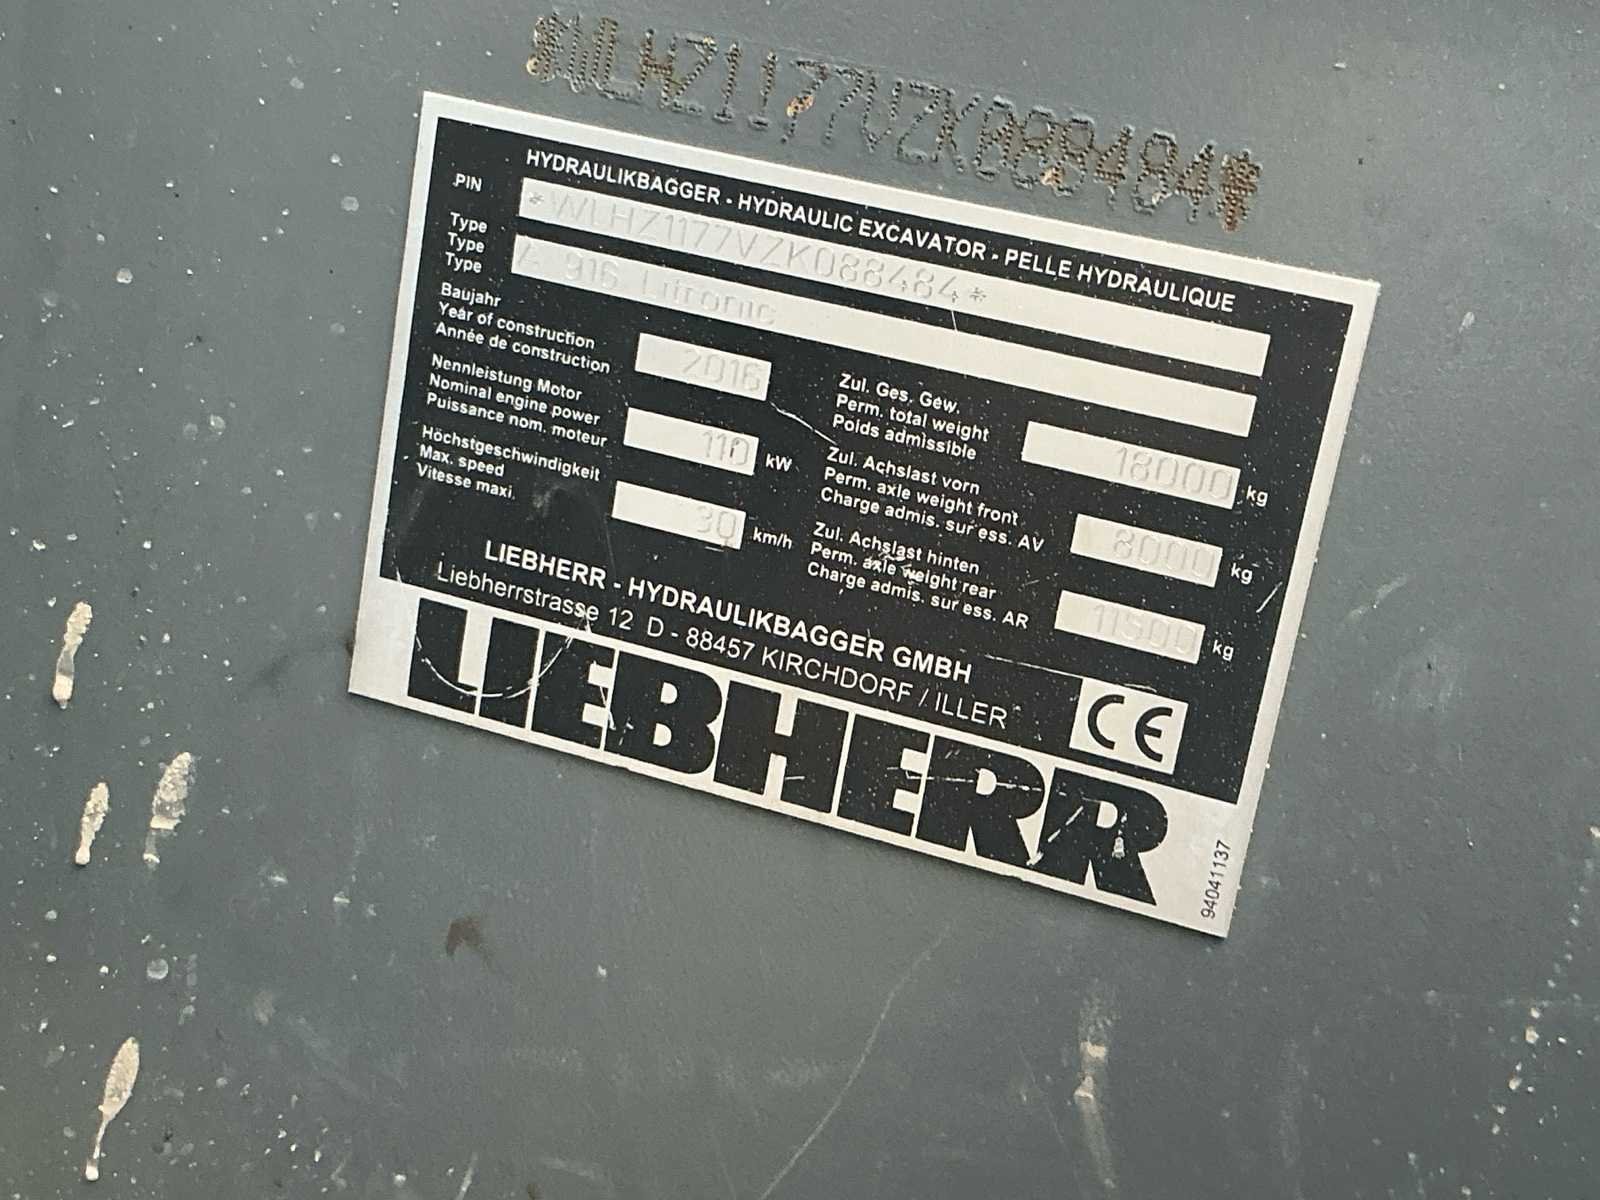 *WLHZ1177VZK088484*
HYDRAULIKBAGGER - HYDRAULIC EXCAVATOR - PELLE HYDRAULIQUE
PIN *WLHZ1177VZK088484*
Type
Type A 916 Litronic
Type
Baujahr
Year of construction 2016
Année de construction
Nennleistung Motor
Nominal engine power 110 kW
Puissance nom. moteur
Höchstgeschwindigkeit
Max. speed 30 km/h
Vitesse maxi.
Zul. Ges. Gew.
Perm. total weight 18000 kg
Poids admissible
Zul. Achslast vorn
Perm. axle weight front 8000 kg
Charge admis. sur ess. AV
Zul. Achslast hinten
Perm. axle weight rear 11500 kg
Charge admis. sur ess. AR
LIEBHERR - HYDRAULIKBAGGER GMBH
Liebherrstrasse 12 D - 88457 KIRCHDORF / ILLER
CE
LIEBHERR
94041137